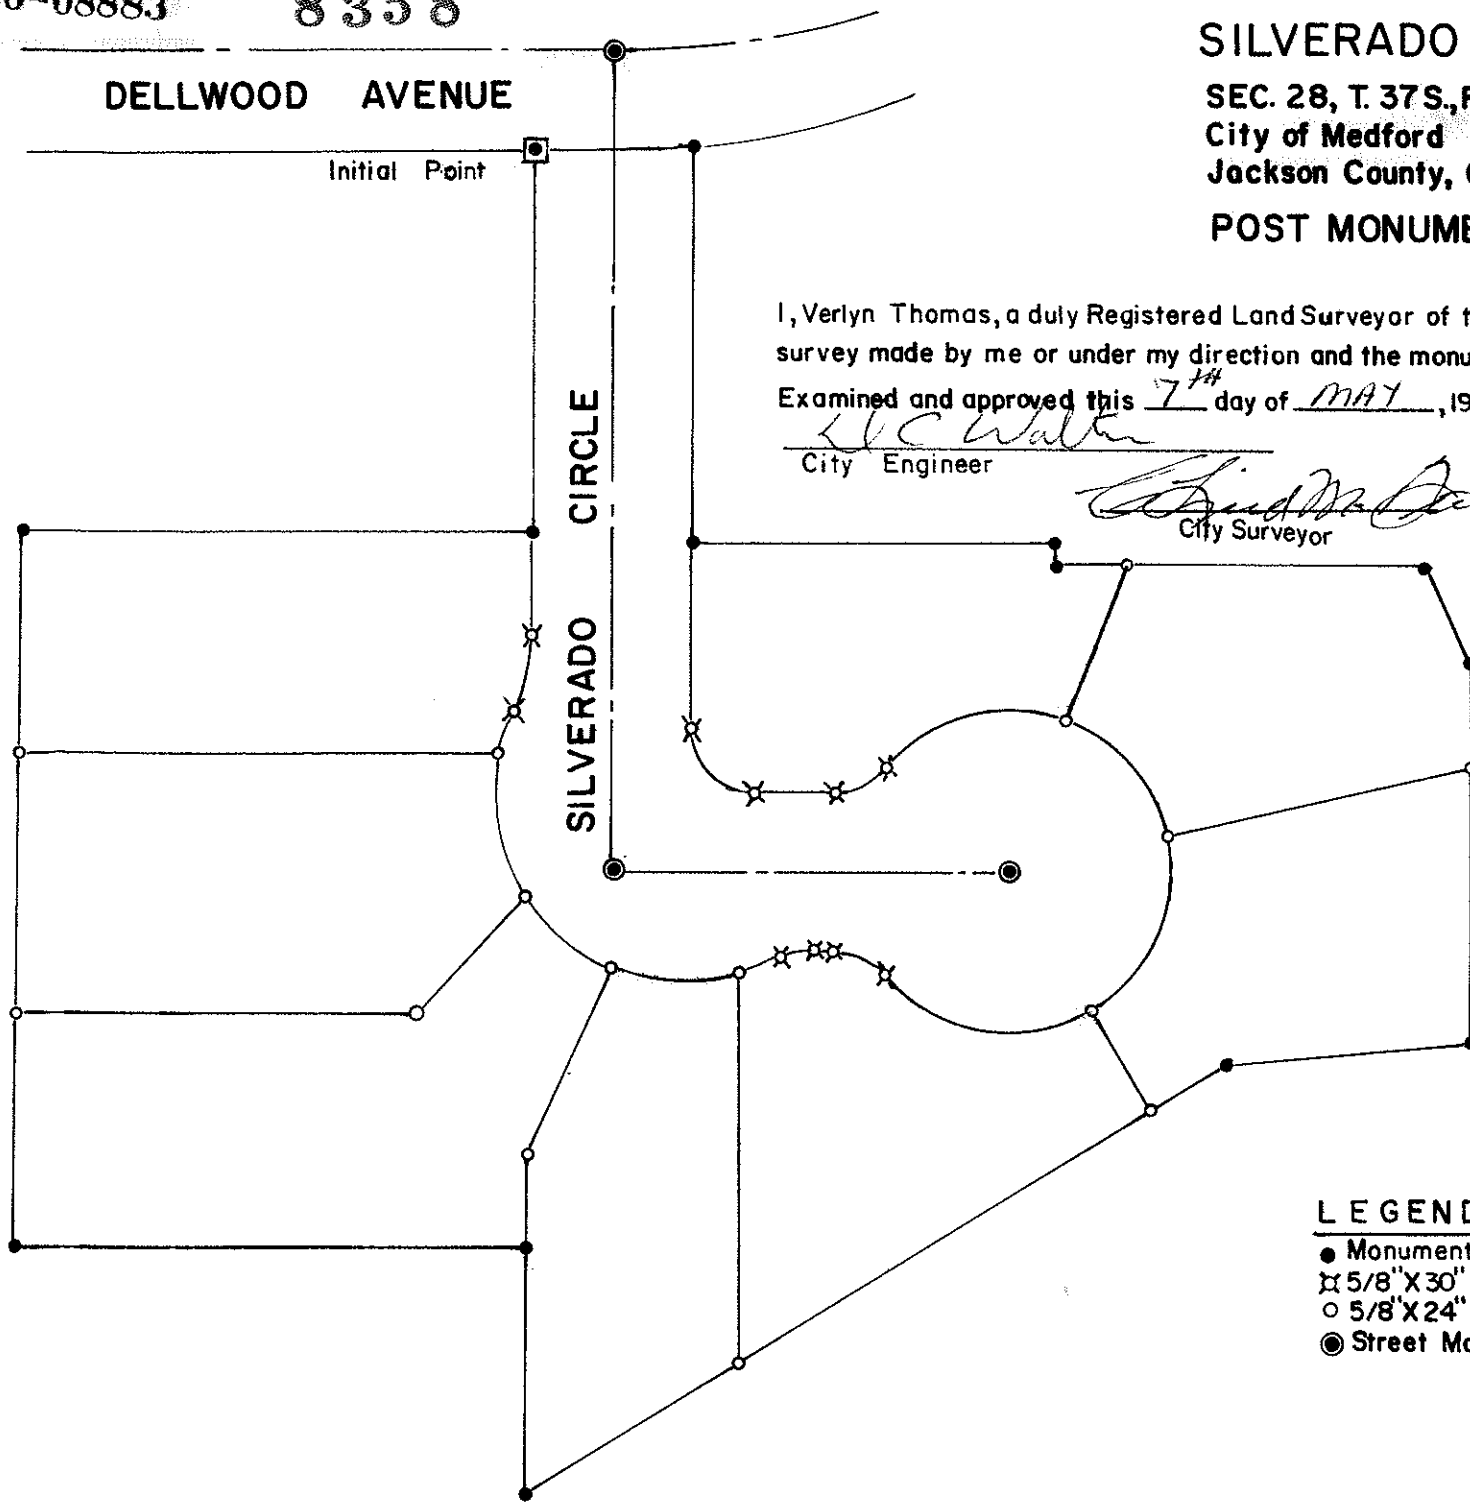 08883
8358
DELLWOOD AVENUE
Initial Point
SILVERADO
SEC. 28, T. 37S.,
City of Medford
Jackson County,
POST MONUME
I, Verlyn Thomas, a duly Registered Land Surveyor of t
survey made by me or under my direction and the monu
Examined and approved this 7TH day of MAY, 19
City Engineer
City Surveyor
SILVERADO CIRCLE
LEGEND
Monument
5/8"X30"
5/8"X24"
Street Mo